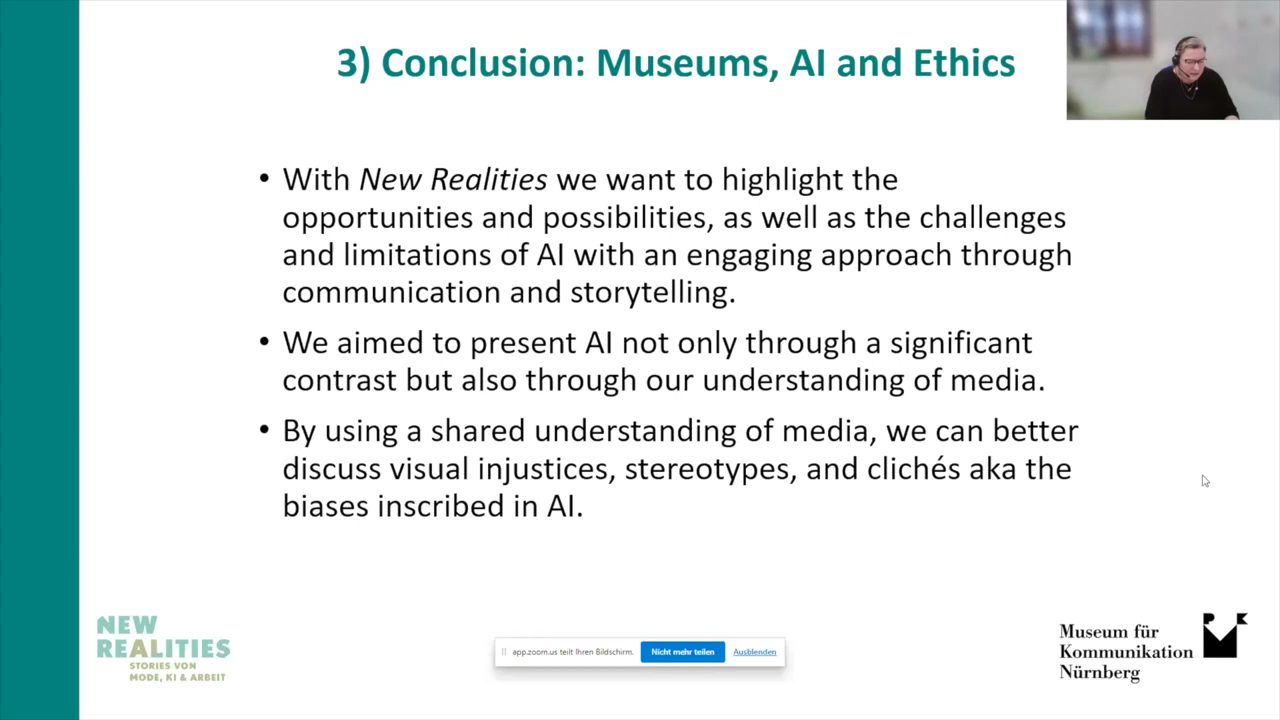 3) Conclusion: Museums, AI and Ethics
• With New Realities we want to highlight the
opportunities and possibilities, as well as the challenges
and limitations of AI with an engaging approach through
communication and storytelling.
• We aimed to present AI not only through a significant
contrast but also through our understanding of media.
• By using a shared understanding of media, we can better
discuss visual injustices, stereotypes, and clichés aka the
biases inscribed in AI.
NEW
REALITIES
STORIES VON
MODE, KI & ARBEIT
app.zoom.us teilt Ihren Bildschirm. Nicht mehr teilen Ausblenden
Museum für
Kommunikation
Nürnberg